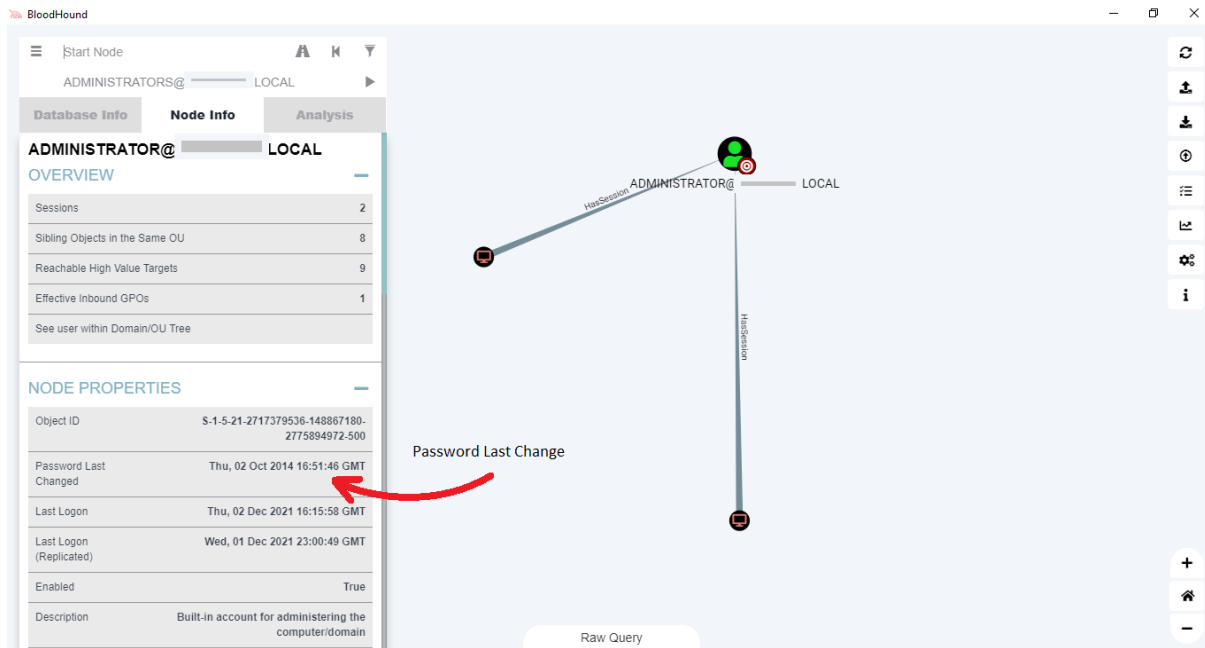 BloodHound
Start Node
ADMINISTRATORS@ LOCAL
Database Info Node Info Analysis
ADMINISTRATOR@ LOCAL
OVERVIEW
Sessions 2
Sibling Objects in the Same OU 8
Reachable High Value Targets 9
Effective Inbound GPOs 1
See user within Domain/OU Tree
NODE PROPERTIES
Object ID S-1-5-21-2717379536-148867180-
2775894972-500
Password Last Thu, 02 Oct 2014 16:51:46 GMT
Changed
Last Logon Thu, 02 Dec 2021 16:15:58 GMT
Last Logon Wed, 01 Dec 2021 23:00:49 GMT
(Replicated)
Enabled True
Description Built-in account for administering the
computer/domain
ADMINISTRATOR@ LOCAL
HasSession
HasSession
Password Last Change
Raw Query